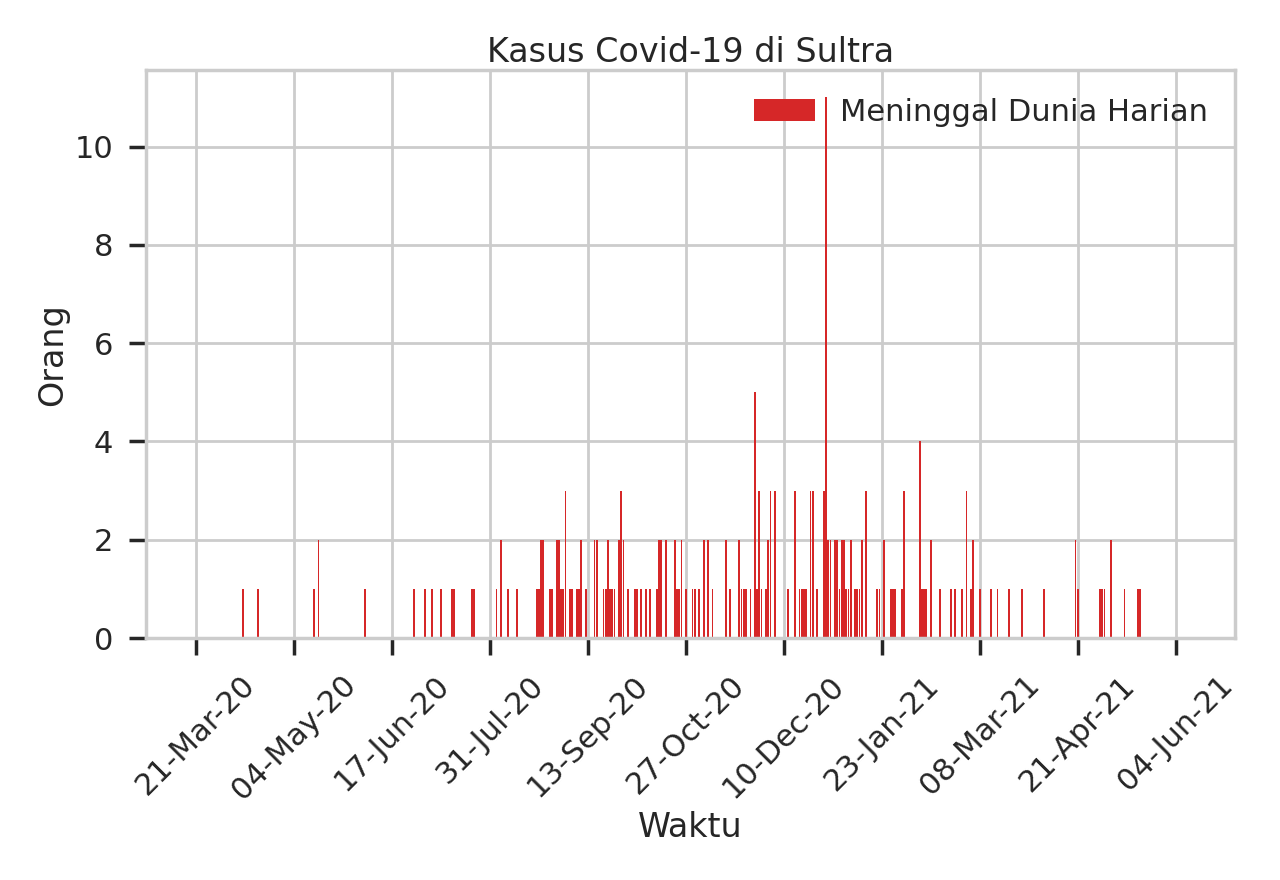 Kasus Covid-19 di Sultra
Meninggal Dunia Harian
Orang
10
8
6
4
2
0
21-Mar-20
04-May-20
17-Jun-20
31-Jul-20
13-Sep-20
27-Oct-20
10-Dec-20
23-Jan-21
08-Mar-21
21-Apr-21
04-Jun-21
Waktu